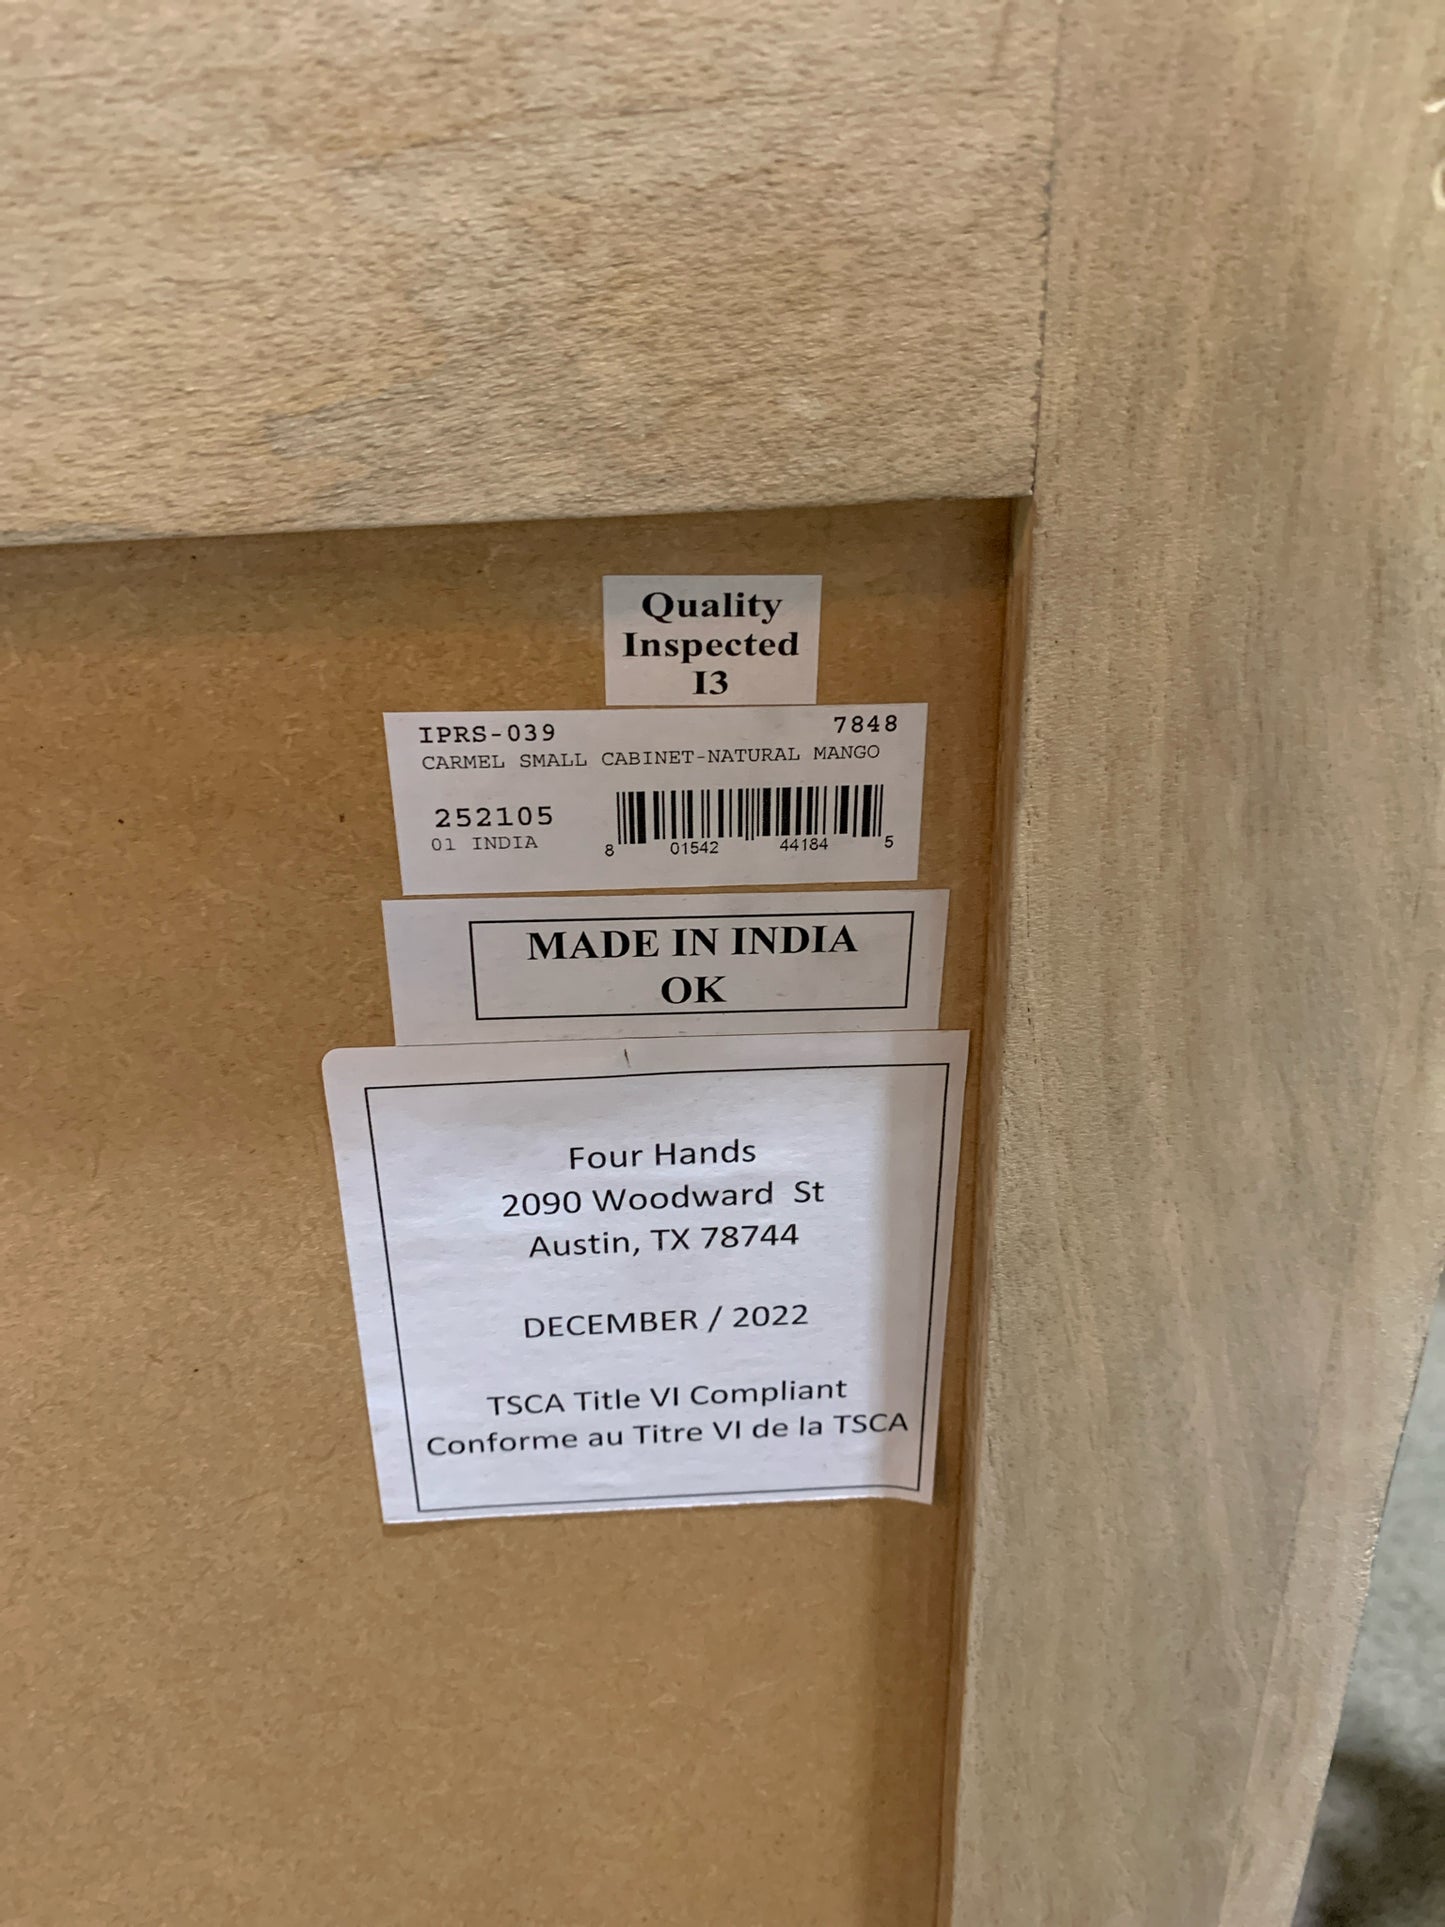 Quality
Inspected
I3
IPRS-039 7848
CARMEL SMALL CABINET-NATURAL MANGO
252105
01 INDIA
8 01542 44184 5
MADE IN INDIA
OK
Four Hands
2090 Woodward St
Austin, TX 78744
DECEMBER / 2022
TSCA Title VI Compliant
Conforme au Titre VI de la TSCA